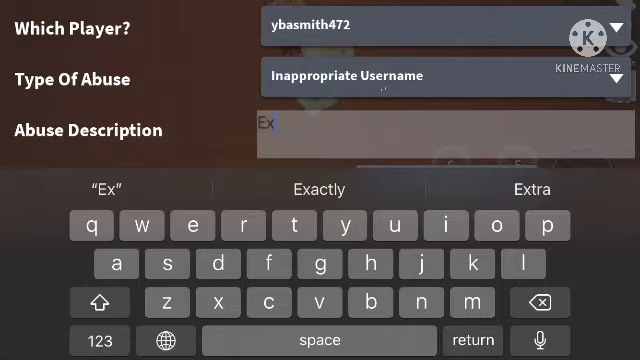 Which Player?
ybasmith472
K
KINEMASTER
Type Of Abuse
Inappropriate Username
Abuse Description
Ex
"Ex" Exactly Extra
q w e r t y u i o p
a s d f g h j k l
z x c v b n m
123 space return